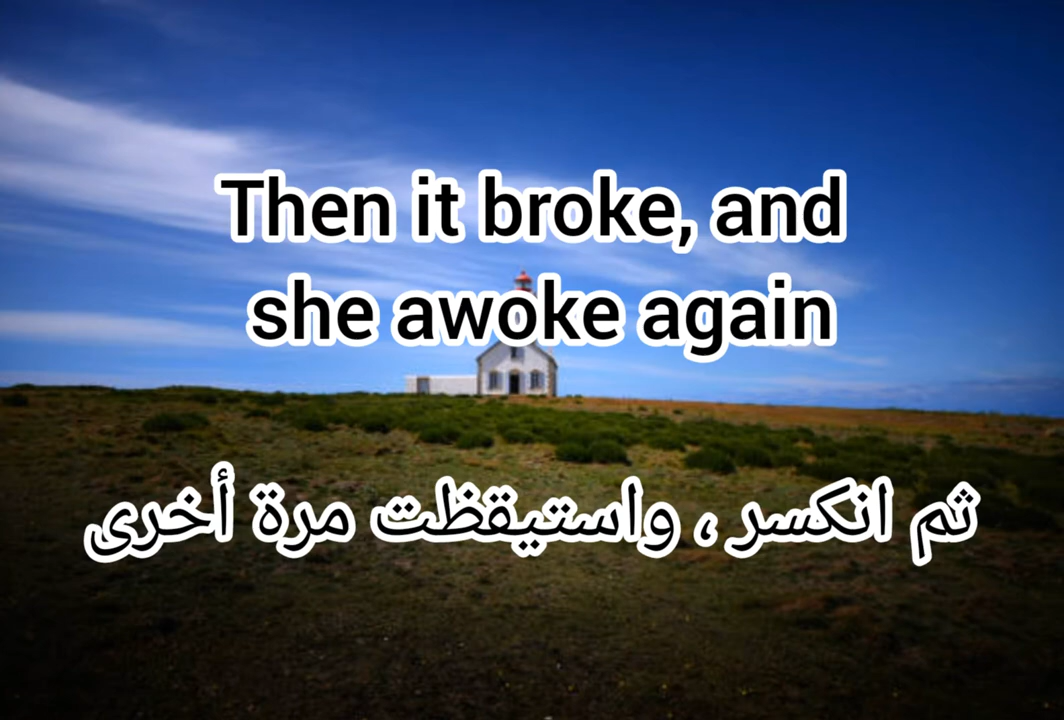 Then it broke, and
she awoke again
ثم انكسر ، واستيقظت مرة أخرى